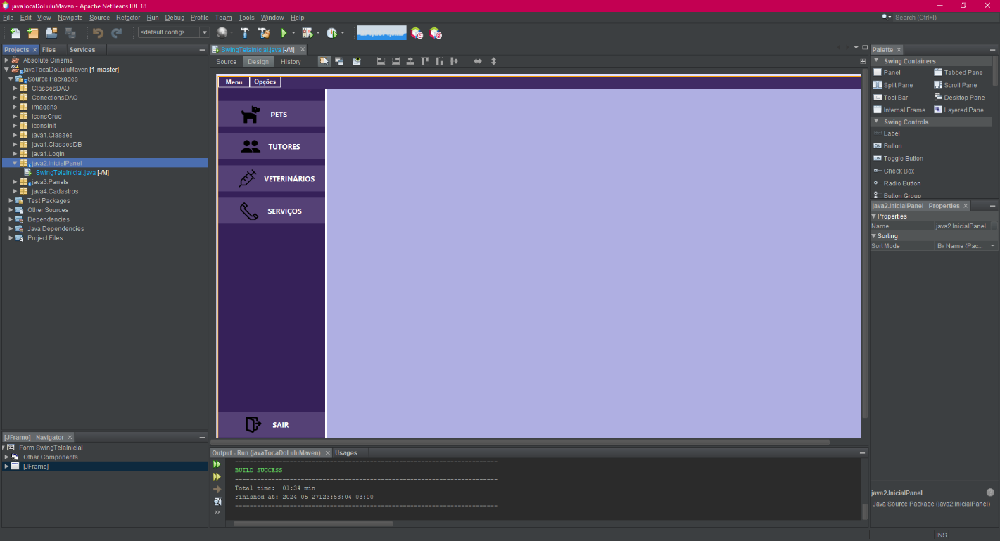 javaTocaDoLuluMaven - Apache NetBeans IDE 18
File Edit View Navigate Source Refactor Run Debug Profile Team Tools Window Help
Search (Ctrl+I)
<default config>
Projects Files Services
Absolute Cinema
javaTocaDoLuluMaven [1-master]
Source Packages
ClassesDAO
ConectionsDAO
Imagens
iconsCrud
iconsInit
java1.Classes
java1.ClassesDB
java1.Login
java2.InicialPanel
SwingTelaInicial.java [-/M]
java3.Panels
java4.Cadastros
Test Packages
Other Sources
Dependencies
Java Dependencies
Project Files
[JFrame] - Navigator
Form SwingTelaInicial
Other Components
[JFrame]
SwingTelaInicial.java [-/M]
Source Design History
Menu Opções
PETS
TUTORES
VETERINÁRIOS
SERVIÇOS
SAIR
Output - Run (javaTocaDoLuluMaven) Usages
------------------------------------------------------------------------
BUILD SUCCESS
------------------------------------------------------------------------
Total time:  01:34 min
Finished at: 2024-05-27T23:53:04-03:00
------------------------------------------------------------------------
Palette
Swing Containers
Panel Tabbed Pane
Split Pane Scroll Pane
Tool Bar Desktop Pane
Internal Frame Layered Pane
Swing Controls
Label
Button
Toggle Button
Check Box
Radio Button
Button Group
java2.InicialPanel - Properties
Properties
Name java2.InicialPanel ...
Sorting
Sort Mode By Name (Pac...
java2.InicialPanel
Java Source Package (java2.InicialPanel)
INS